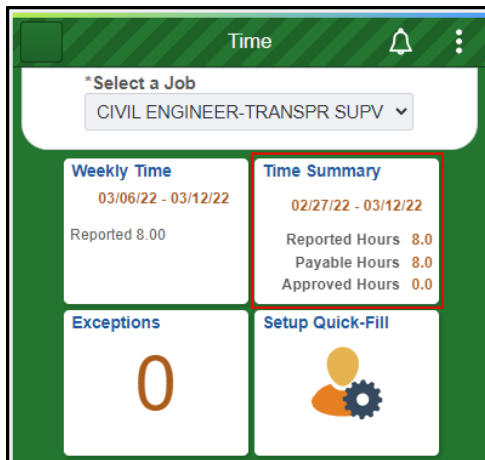 Time
*Select a Job
CIVIL ENGINEER-TRANSPR SUPV
Weekly Time
03/06/22 - 03/12/22
Reported 8.00
Time Summary
02/27/22 - 03/12/22
Reported Hours 8.0
Payable Hours 8.0
Approved Hours 0.0
Exceptions
0
Setup Quick-Fill